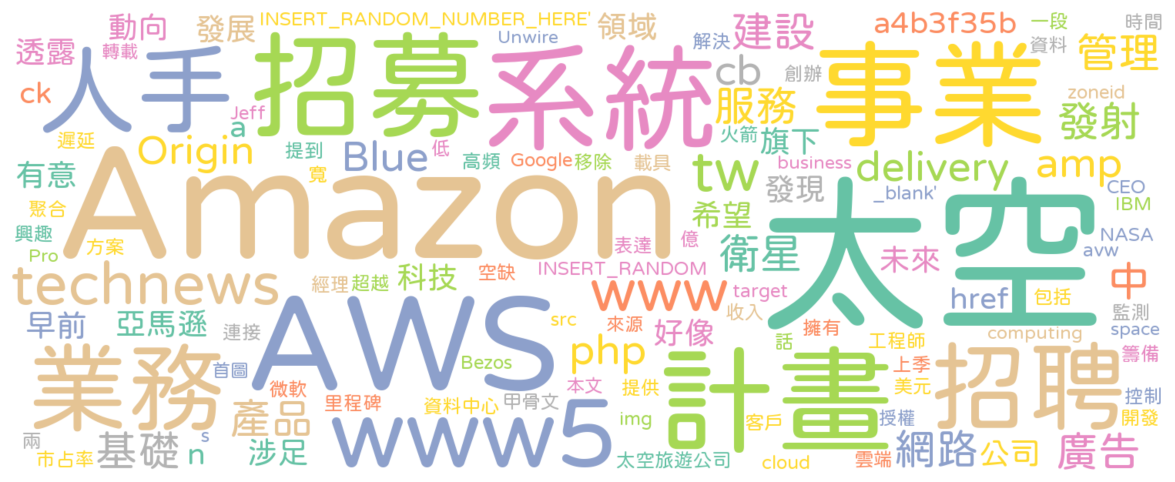 動向 發展 INSERT_RANDOM_NUMBER_HERE' 領域 a4b3f35b 一段 時間
透露 轉載 Unwire 解決 建設 資料 管理
人手 招募 系統 cb 創辦 事業
ck Jeff a 服務 zoneid 發射
遲延 Origin 提到 Blue 低 高頻 Google 移除 載具 火箭 旗下
有意 寬 tw business delivery amp
聚合 Amazon 希望 發現 _blank' CEO IBM
興趣 表達 億 太空 NASA
Pro 方案 衛星 未來 avw
technews 經理 超越 科技 空缺 INSERT_RANDOM www target 中
早前 亞馬遜 連接 AWS src 來源 好像 收入 href 包括 監測
話 擁有 computing space
業務 首圖 Bezos php 計畫 工程師 招聘 籌備
微軟 本文 提供 上季 美元 控制
產品 里程碑 資料中心 甲骨文 img 客戶 授權 開發
兩 基礎 s www5 網路 公司 廣告
市占率 n 涉足 太空旅遊公司 cloud 雲端